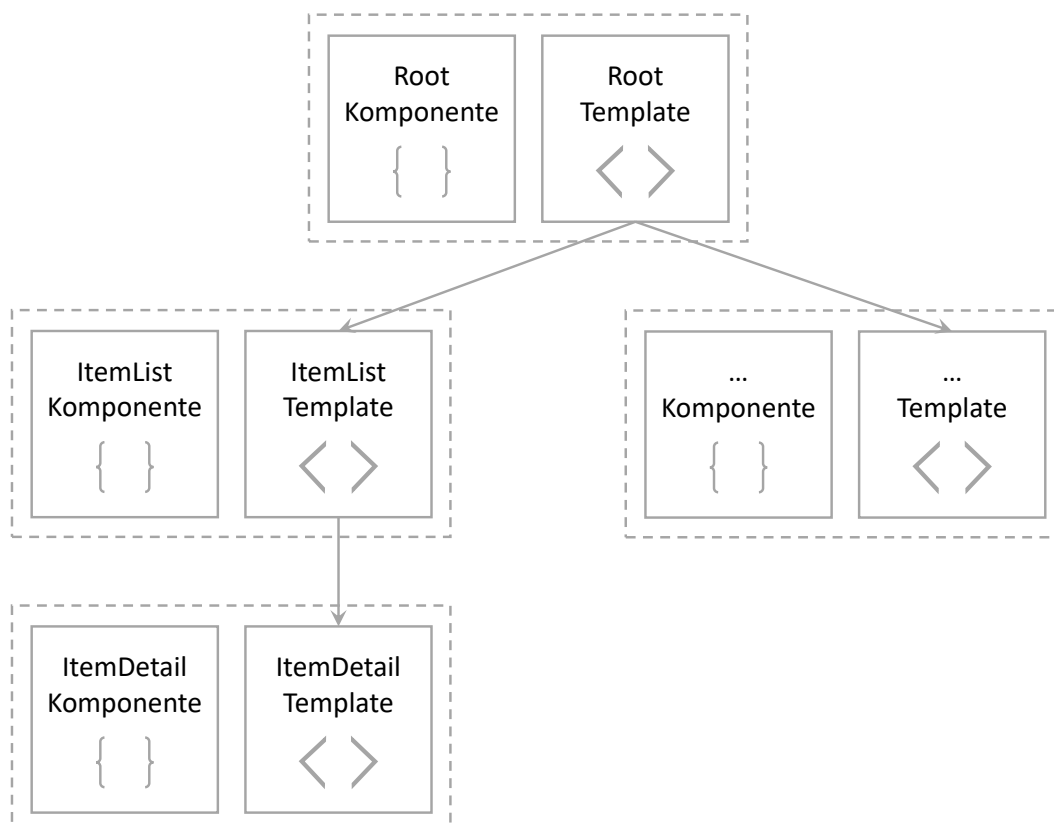 Root
Komponente
{ }
Root
Template
< >
ItemList
Komponente
{ }
ItemList
Template
< >
...
Komponente
{ }
...
Template
< >
ItemDetail
Komponente
{ }
ItemDetail
Template
< >